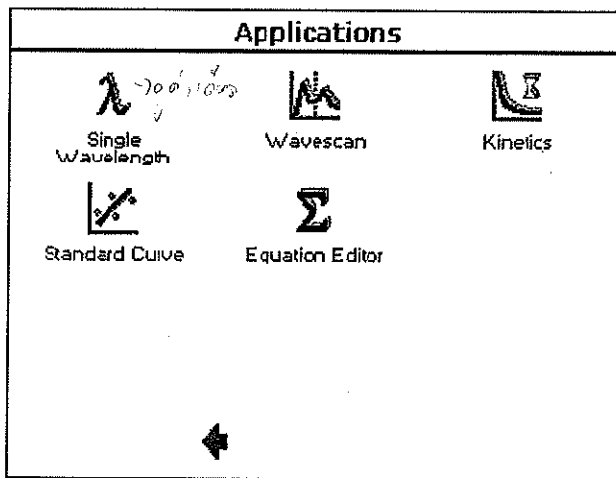 Applications
Single
Wavelength
Wavescan
Kinetics
Standard Curve
Equation Editor